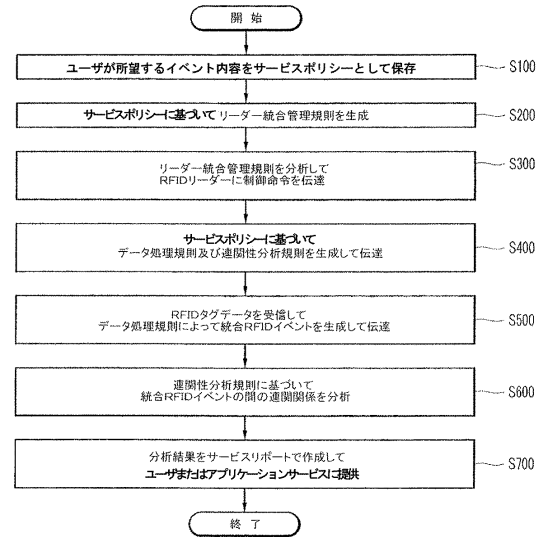 開 始
ユーザが所望するイベント内容をサービスポリシーとして保存
S100
サービスポリシーに基づいてリーダー統合管理規則を生成
S200
リーダー統合管理規則を分析して
RFIDリーダーに制御命令を伝達
S300
サービスポリシーに基づいて
データ処理規則及び連関性分析規則を生成して伝達
S400
RFIDタグデータを受信して
データ処理規則によって統合RFIDイベントを生成して伝達
S500
連関性分析規則に基づいて
統合RFIDイベントの間の連関関係を分析
S600
分析結果をサービスリポートで作成して
ユーザまたはアプリケーションサービスに提供
S700
終 了